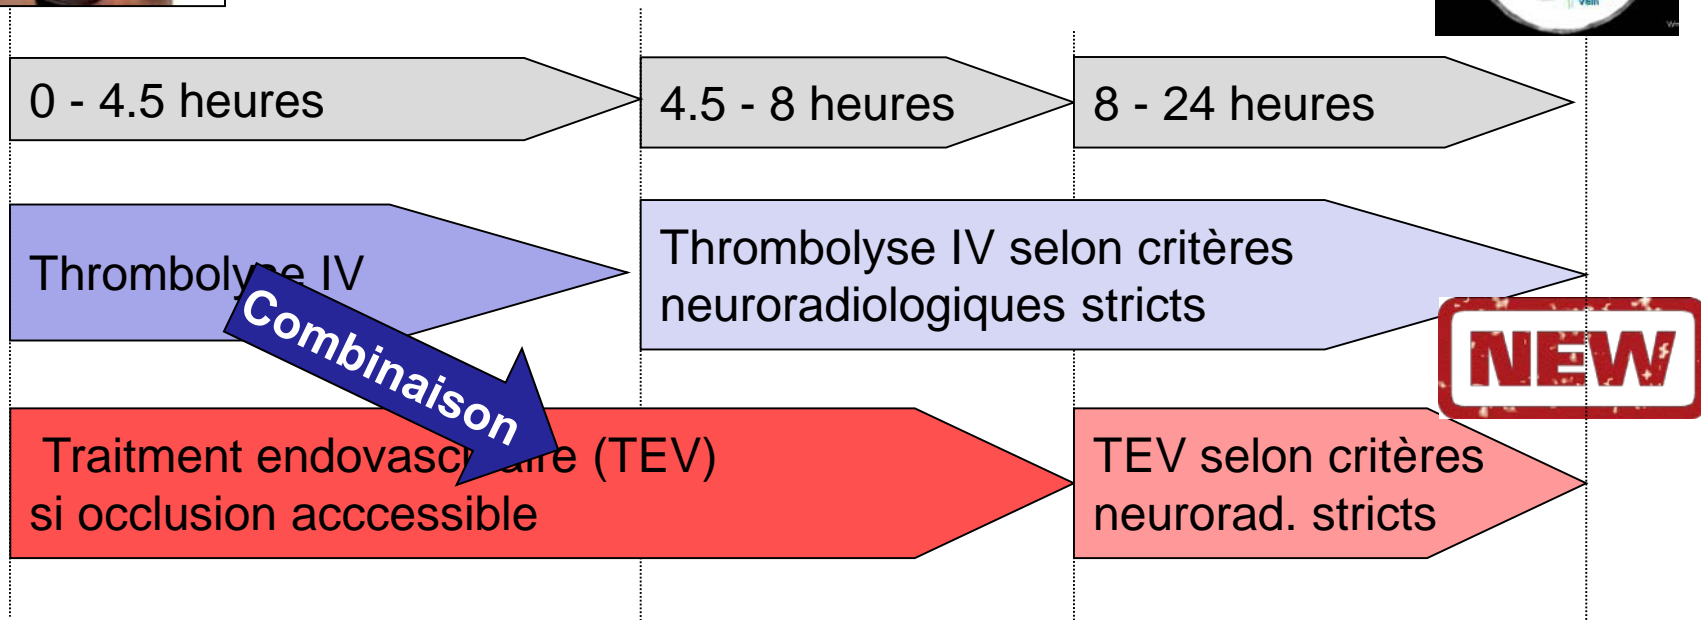 vein
W=
0 - 4.5 heures
4.5 - 8 heures
8 - 24 heures
Thrombolyse IV
Thrombolyse IV selon critères
neuroradiologiques stricts
Combinaison
NEW
Traitment endovasculaire (TEV)
si occlusion acccessible
TEV selon critères
neurorad. stricts